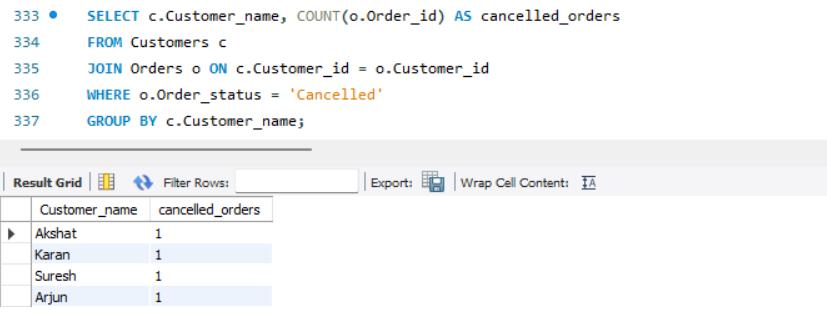 333 SELECT c.Customer_name, COUNT(o.Order_id) AS cancelled_orders
334 FROM Customers c
335 JOIN Orders o ON c.Customer_id = o.Customer_id
336 WHERE o.Order_status = 'Cancelled'
337 GROUP BY c.Customer_name;
Result Grid Filter Rows: Export: Wrap Cell Content: IA
Customer_name cancelled_orders
Akshat 1
Karan 1
Suresh 1
Arjun 1